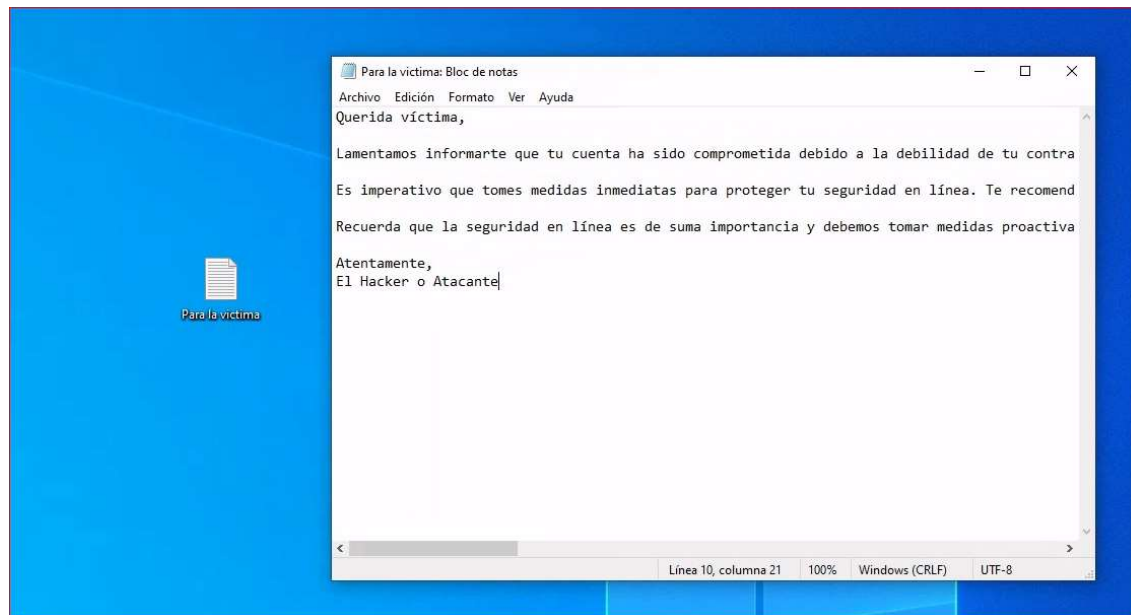 Para la victima: Bloc de notas
Archivo Edición Formato Ver Ayuda
Querida víctima,
Lamentamos informarte que tu cuenta ha sido comprometida debido a la debilidad de tu contra
Es imperativo que tomes medidas inmediatas para proteger tu seguridad en línea. Te recomend
Recuerda que la seguridad en línea es de suma importancia y debemos tomar medidas proactiva
Atentamente,
El Hacker o Atacante
Para la victima
Línea 10, columna 21 100% Windows (CRLF) UTF-8